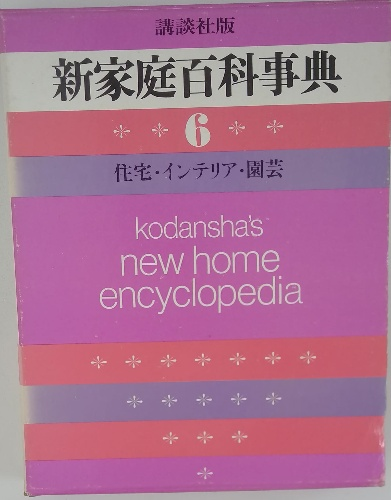 講談社版
新家庭百科事典
6
住宅・インテリア・園芸
kodansha's
new home
encyclopedia